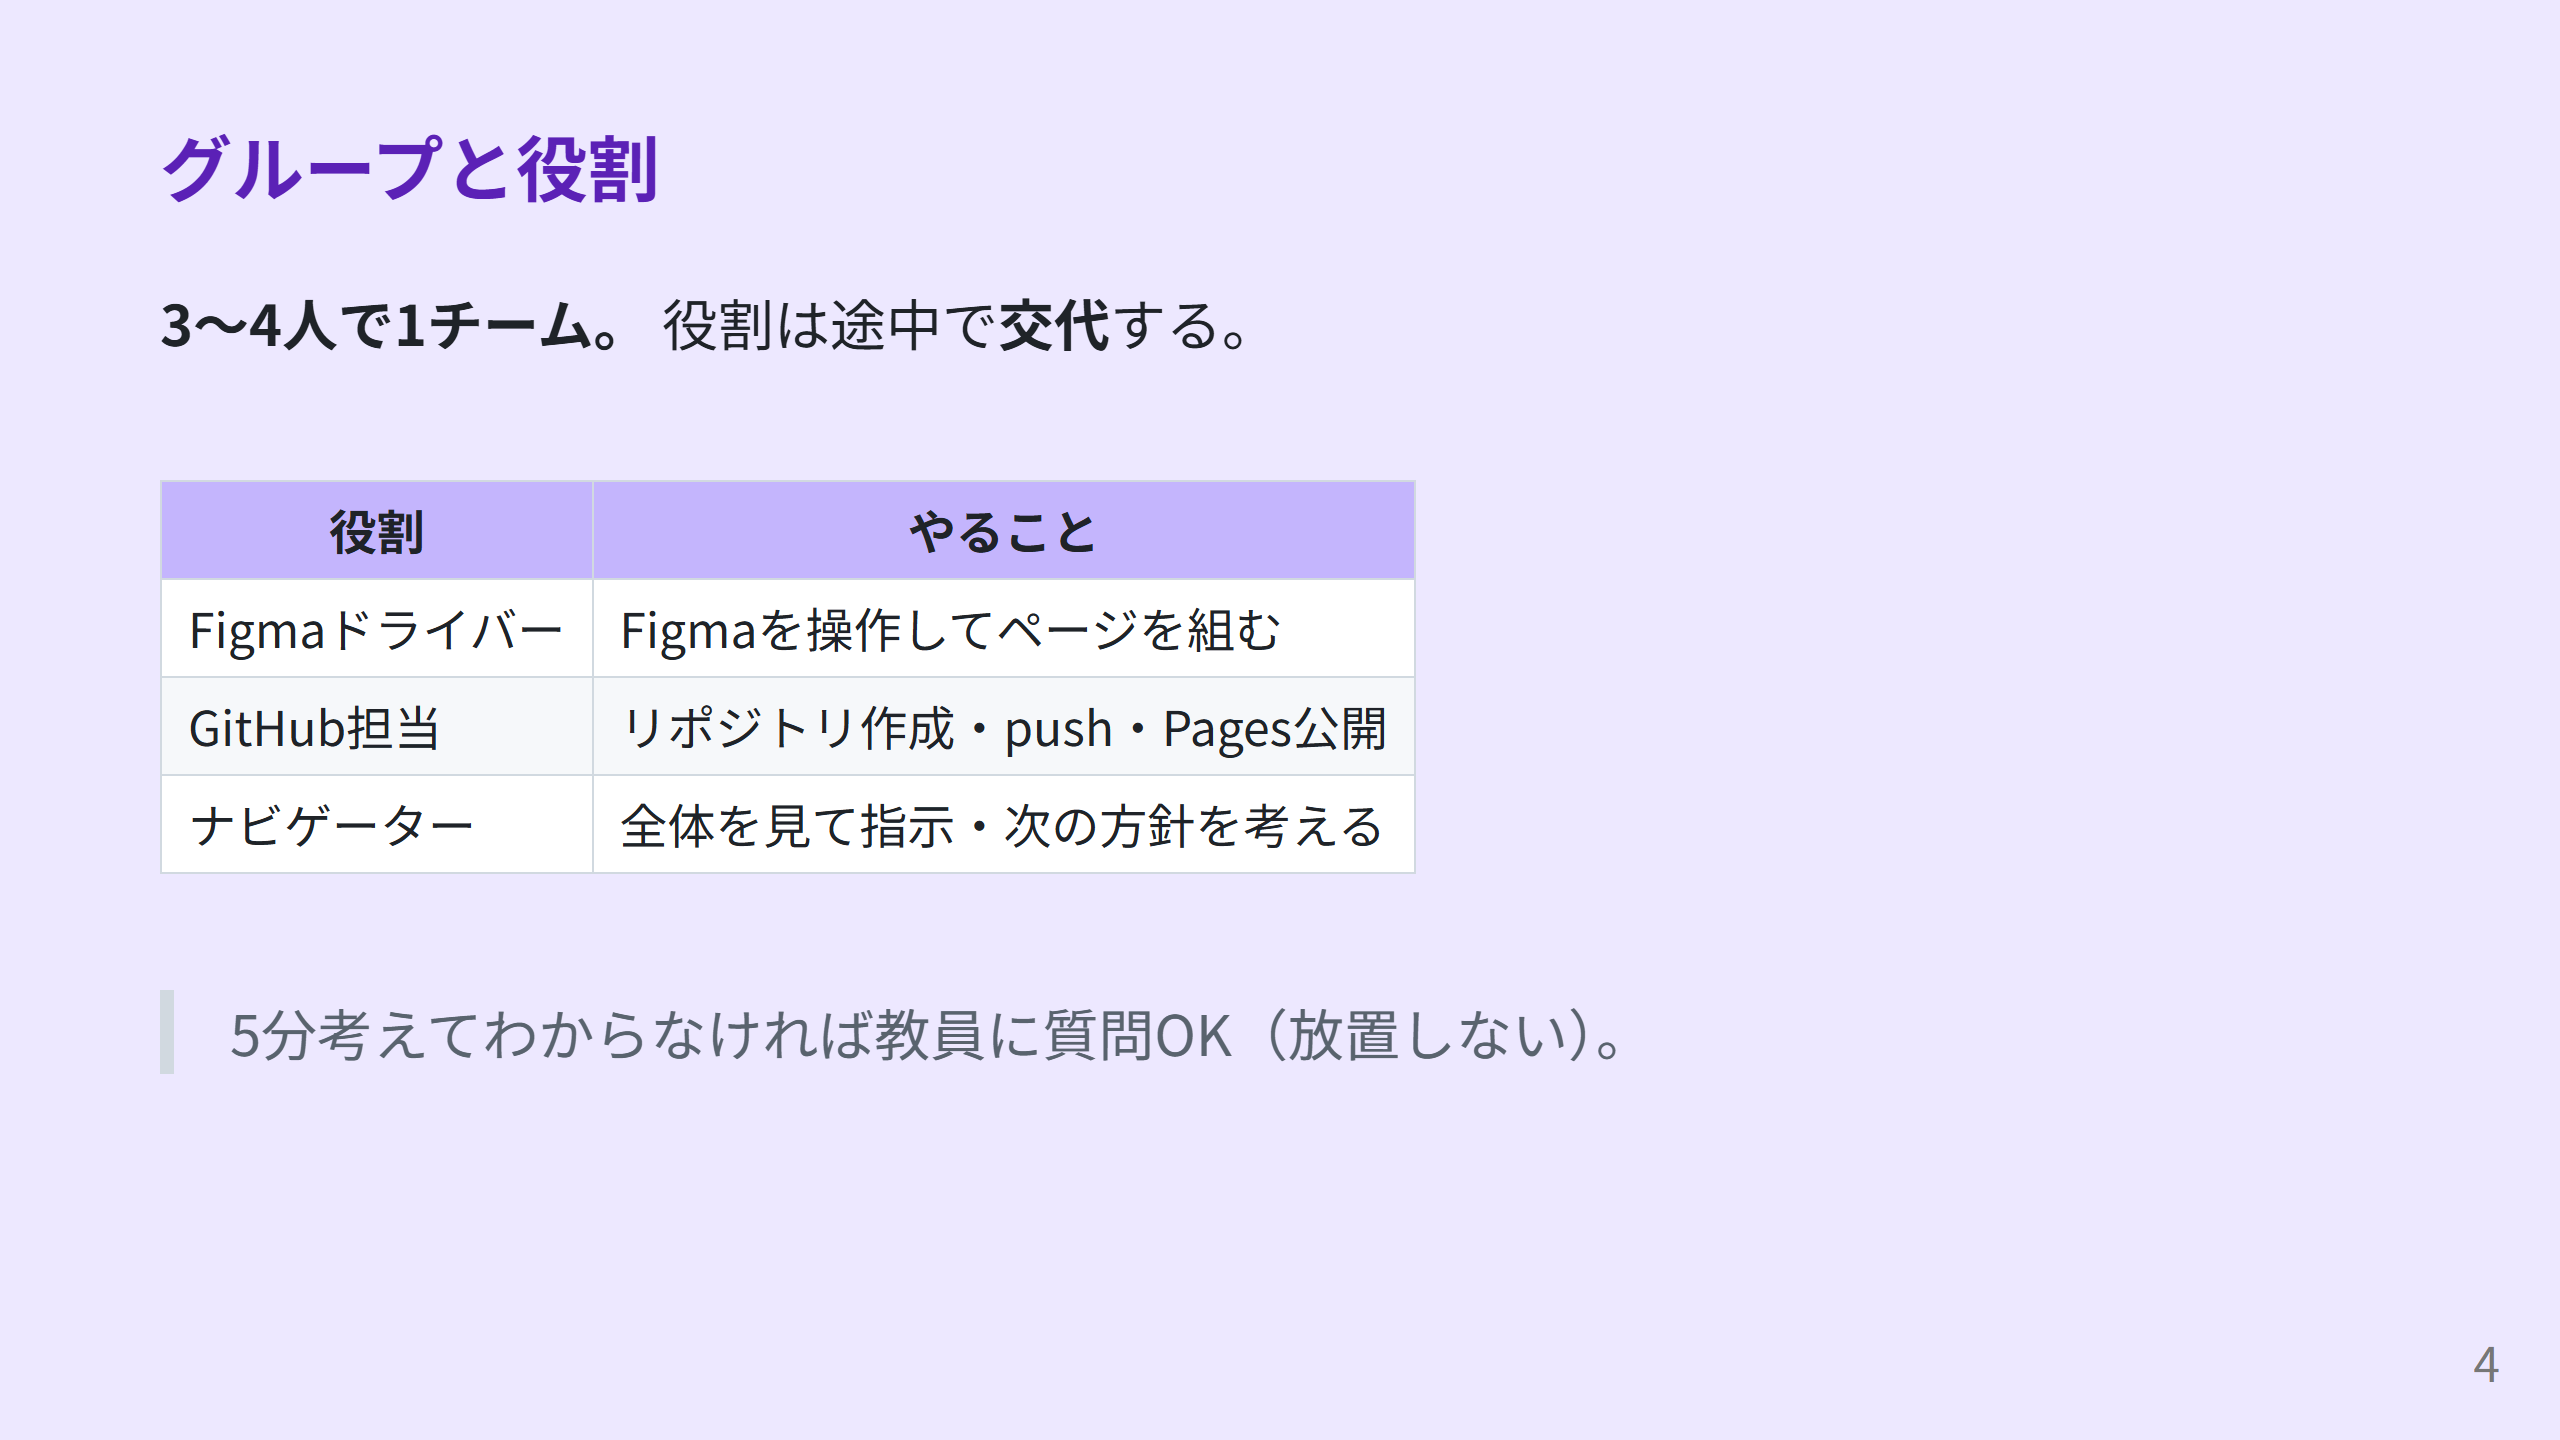 グループと役割
3〜4人で1チーム。 役割は途中で交代する。
役割 やること
Figmaドライバー Figmaを操作してページを組む
GitHub担当 リポジトリ作成・push・Pages公開
ナビゲーター 全体を見て指示・次の方針を考える
5分考えてわからなければ教員に質問OK（放置しない）。
4